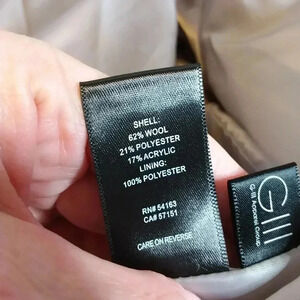 SHELL:
62% WOOL
21% POLYESTER
17% ACRYLIC
LINING:
100% POLYESTER
RN# 54163
CA# 57151
CARE ON REVERSE
GIII
G-III Apparel Group